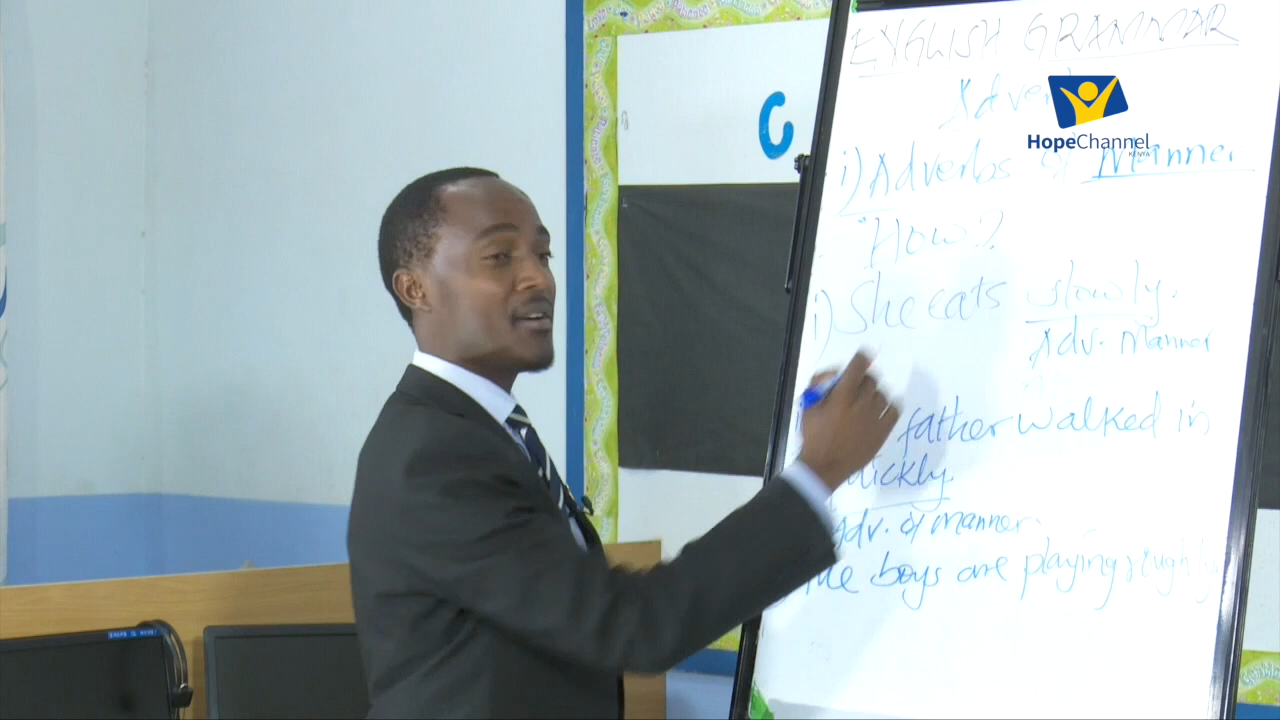 ENGLISH GRAMMAR
HopeChannel
KENYA
i) Adverbs of Manner
How?
i) She eats slowly.
Adv. Manner
father walked in
Adv. of manner.
boys are playing roughly
C